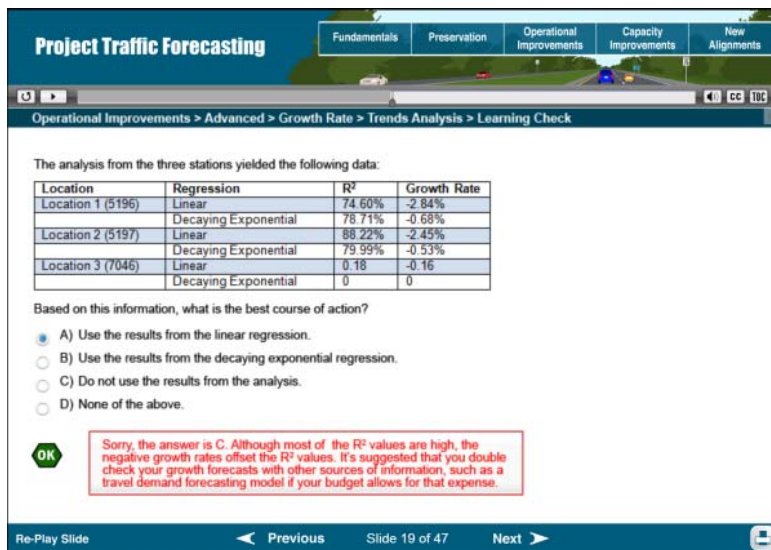 Project Traffic Forecasting
Fundamentals
Preservation
Operational Improvements
Capacity Improvements
New Alignments
CC TOC
Operational Improvements > Advanced > Growth Rate > Trends Analysis > Learning Check
The analysis from the three stations yielded the following data:
Location Regression R² Growth Rate
Location 1 (5196) Linear 74.60% -2.84%
Decaying Exponential 78.71% -0.68%
Location 2 (5197) Linear 88.22% -2.45%
Decaying Exponential 79.99% -0.53%
Location 3 (7046) Linear 0.18 -0.16
Decaying Exponential 0 0
Based on this information, what is the best course of action?
A) Use the results from the linear regression.
B) Use the results from the decaying exponential regression.
C) Do not use the results from the analysis.
D) None of the above.
OK
Sorry, the answer is C. Although most of the R² values are high, the
negative growth rates offset the R² values. It's suggested that you double
check your growth forecasts with other sources of information, such as a
travel demand forecasting model if your budget allows for that expense.
Re-Play Slide
Previous
Slide 19 of 47
Next